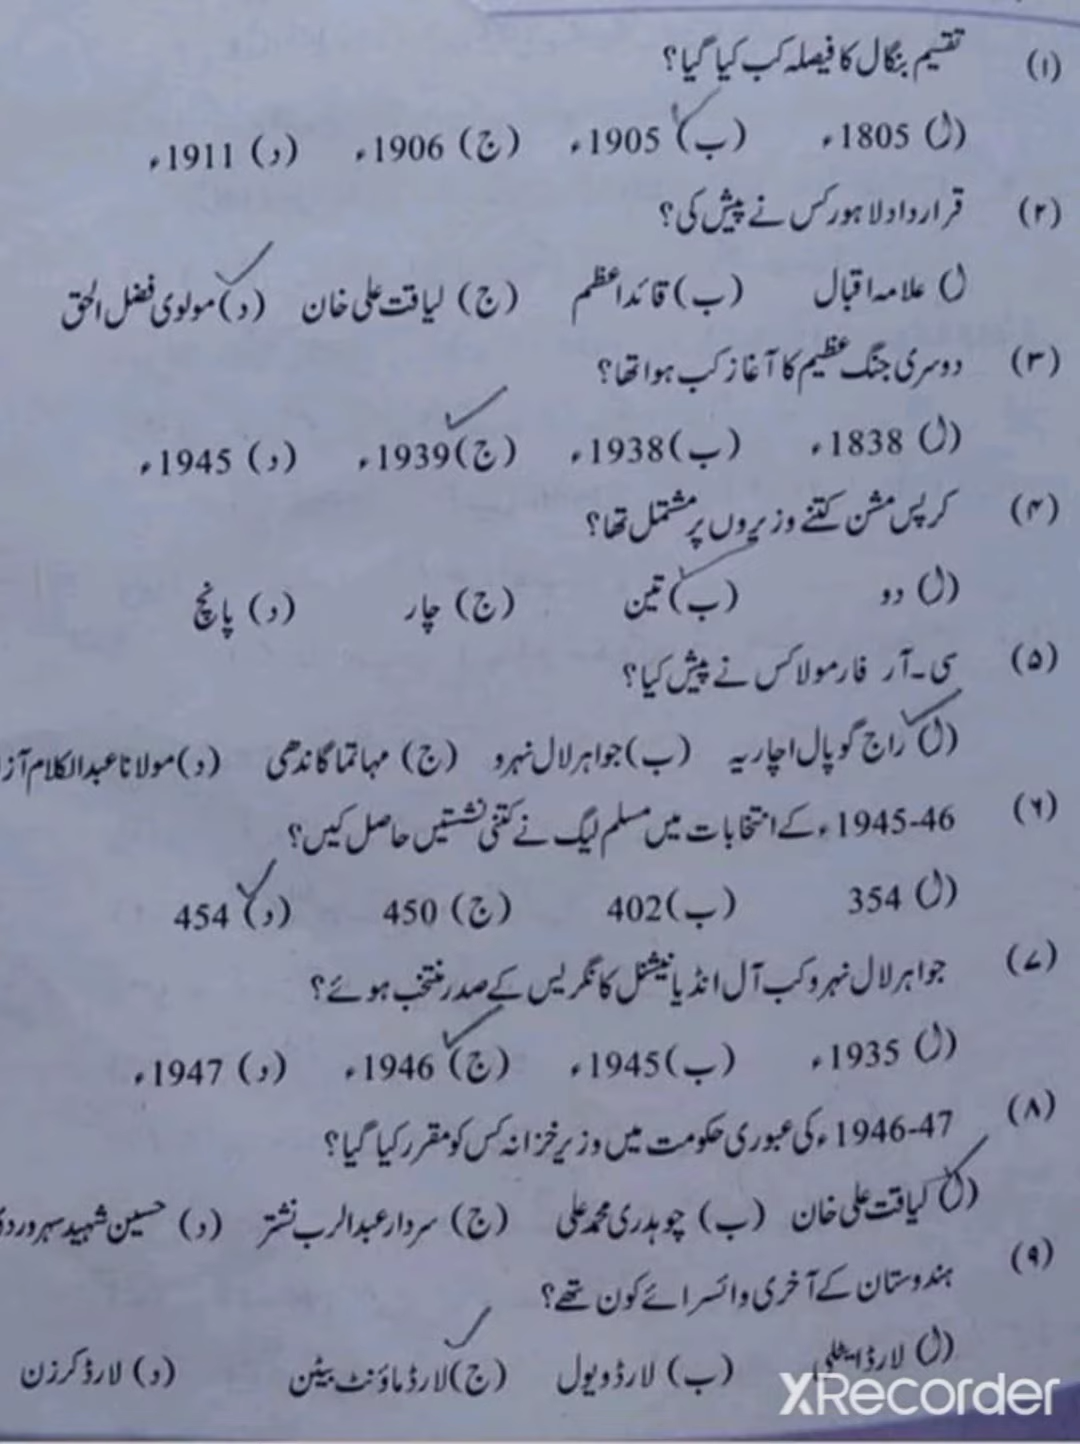 (۱) تقسیم بنگال کا فیصلہ کب کیا گیا؟
(ل) 1805ء (ب) 1905ء (ج) 1906ء (د) 1911ء
(۲) قرارداد لاہور کس نے پیش کی؟
(ل) علامہ اقبال (ب) قائداعظم (ج) لیاقت علی خان (د) مولوی فضل الحق
(۳) دوسری جنگ عظیم کا آغاز کب ہوا تھا؟
(ل) 1838ء (ب) 1938ء (ج) 1939ء (د) 1945ء
(۴) کرپس مشن کتنے وزیروں پر مشتمل تھا؟
(ل) دو (ب) تین (ج) چار (د) پانچ
(۵) سی۔آر فارمولا کس نے پیش کیا؟
(ل) راج گوپال اچاریہ (ب) جواہر لال نہرو (ج) مہاتما گاندھی (د) مولانا عبدالکلام آزا
(۶) 1945-46ء کے انتخابات میں مسلم لیگ نے کتنی نشستیں حاصل کیں؟
(ل) 354 (ب) 402 (ج) 450 (د) 454
(۷) جواہر لال نہرو کب آل انڈیا نیشنل کانگریس کے صدر منتخب ہوئے؟
(ل) 1935ء (ب) 1945ء (ج) 1946ء (د) 1947ء
(۸) 1946-47ء کی عبوری حکومت میں وزیر خزانہ کس کو مقرر کیا گیا؟
(ل) لیاقت علی خان (ب) چوہدری محمد علی (ج) سردار عبدالرب نشتر (د) حسین شہید سہرورد
(۹) ہندوستان کے آخری وائسرائے کون تھے؟
(ل) لارڈ ایٹلی (ب) لارڈ ویول (ج) لارڈ ماؤنٹ بیٹن (د) لارڈ کرزن
XRecorder